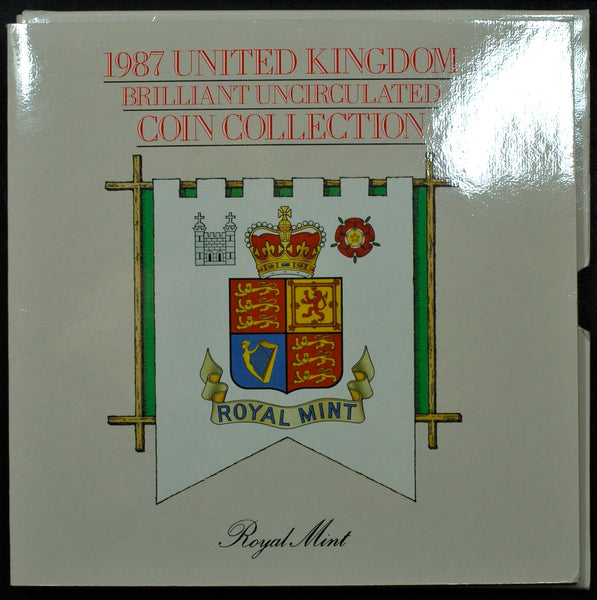 1987 UNITED KINGDOM
BRILLIANT UNCIRCULATED
COIN COLLECTION
ROYAL MINT
Royal Mint